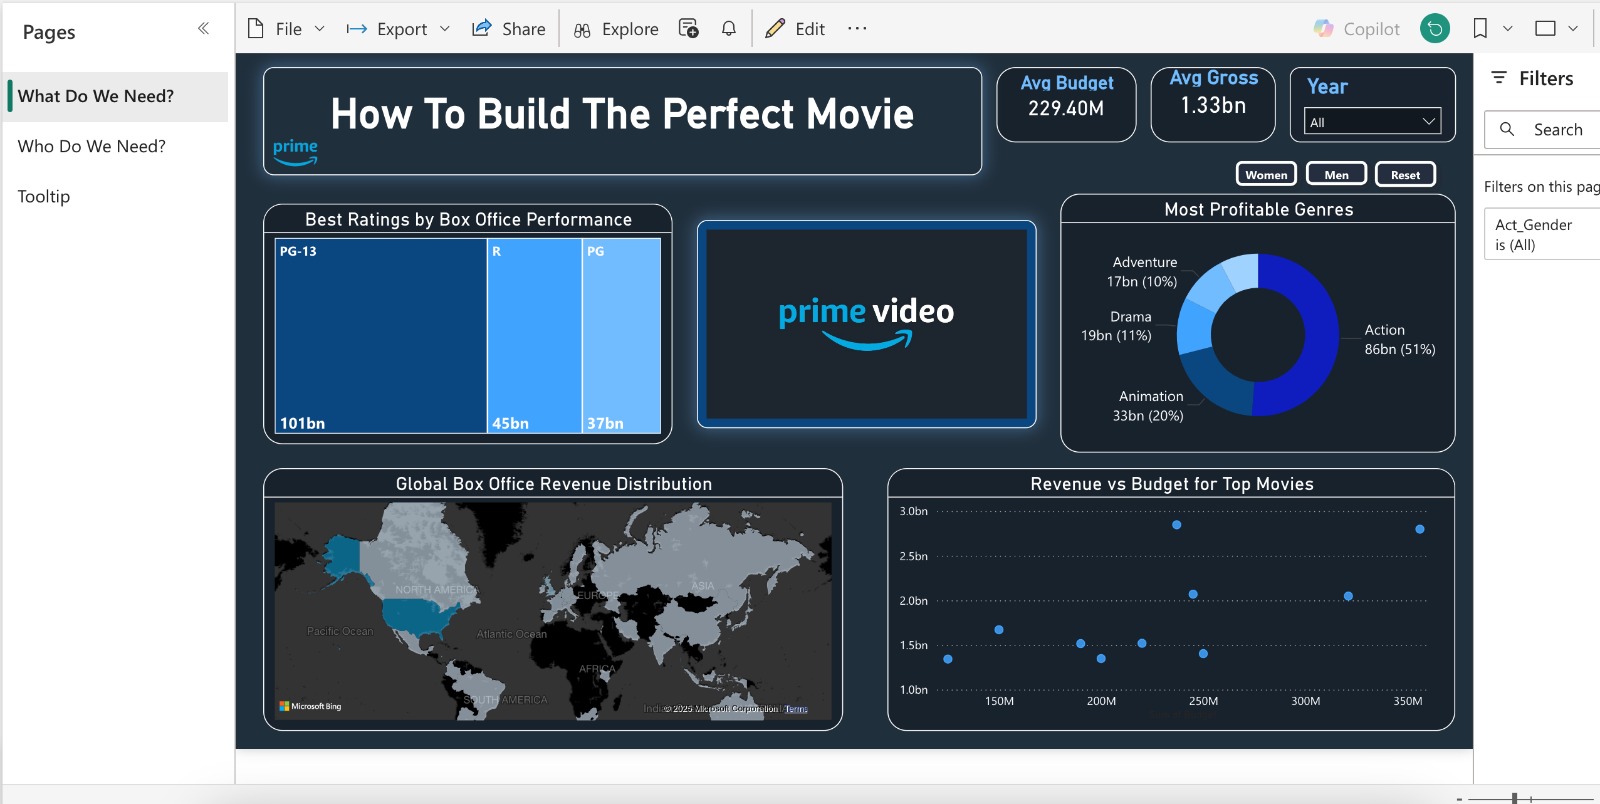 Pages
What Do We Need?
Who Do We Need?
Tooltip
File
Export
Share
Explore
Edit
Copilot
How To Build The Perfect Movie
prime
Avg Budget
229.40M
Avg Gross
1.33bn
Year
All
Women
Men
Reset
Best Ratings by Box Office Performance
PG-13
101bn
R
45bn
PG
37bn
prime video
Most Profitable Genres
Adventure
17bn (10%)
Drama
19bn (11%)
Animation
33bn (20%)
Action
86bn (51%)
Global Box Office Revenue Distribution
NORTH AMERICA
EUROPE
ASIA
Pacific Ocean
Atlantic Ocean
AFRICA
SOUTH AMERICA
Microsoft Bing
© 2025 Microsoft Corporation Terms
Revenue vs Budget for Top Movies
3.0bn
2.5bn
2.0bn
1.5bn
1.0bn
150M
200M
250M
300M
350M
Filters
Search
Filters on this pag
Act_Gender
is (All)